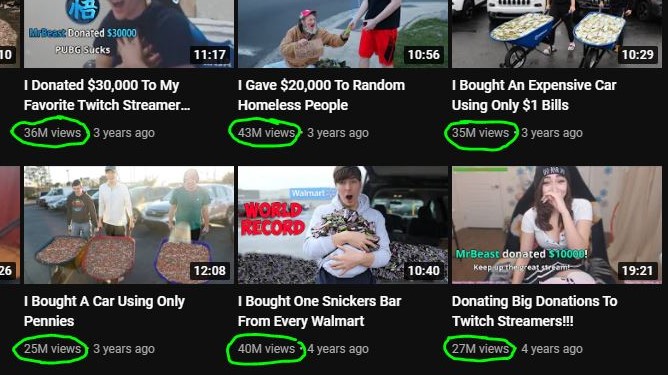 悟
MrBeast Donated $30000
PUBG Sucks
10
11:17
10:56
10:29
I Donated $30,000 To My
Favorite Twitch Streamer...
I Gave $20,000 To Random
Homeless People
I Bought An Expensive Car
Using Only $1 Bills
36M views · 3 years ago
43M views · 3 years ago
35M views · 3 years ago
Walmart
WORLD
RECORD
MrBeast donated $10000!
Keep up the great stream!
26
12:08
10:40
19:21
I Bought A Car Using Only
Pennies
I Bought One Snickers Bar
From Every Walmart
Donating Big Donations To
Twitch Streamers!!!
25M views · 3 years ago
40M views · 4 years ago
27M views · 4 years ago